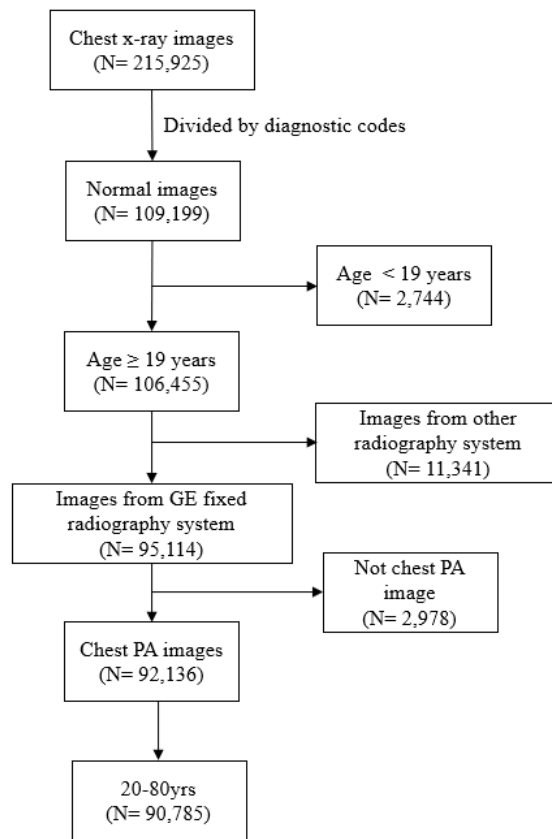 Chest x-ray images
(N= 215,925)
Divided by diagnostic codes
Normal images
(N= 109,199)
Age < 19 years
(N= 2,744)
Age ≥ 19 years
(N= 106,455)
Images from other
radiography system
(N= 11,341)
Images from GE fixed
radiography system
(N= 95,114)
Not chest PA
image
(N= 2,978)
Chest PA images
(N= 92,136)
20-80yrs
(N= 90,785)